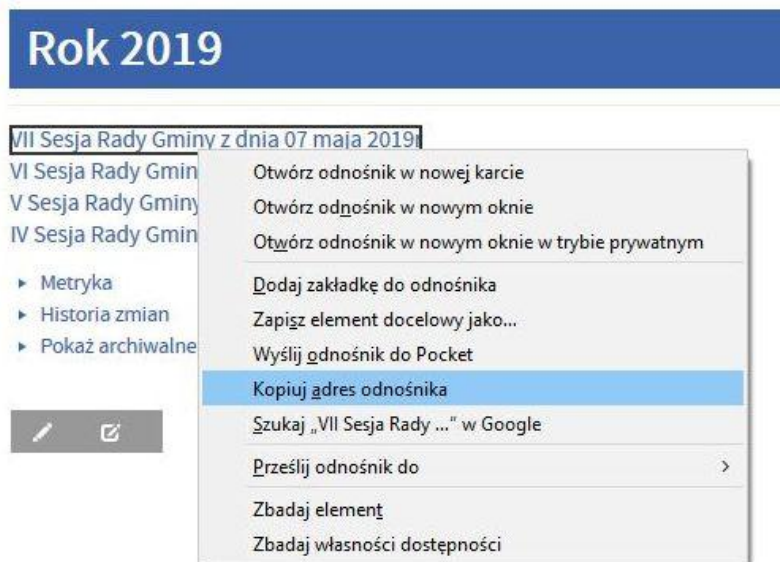 Rok 2019
VII Sesja Rady Gminy z dnia 07 maja 2019r
VI Sesja Rady Gmin
V Sesja Rady Gminy
IV Sesja Rady Gmin
Metryka
Historia zmian
Pokaż archiwalne
Otwórz odnośnik w nowej karcie
Otwórz odnośnik w nowym oknie
Otwórz odnośnik w nowym oknie w trybie prywatnym
Dodaj zakładkę do odnośnika
Zapisz element docelowy jako...
Wyślij odnośnik do Pocket
Kopiuj adres odnośnika
Szukaj „VII Sesja Rady ...“ w Google
Prześlij odnośnik do
Zbadaj element
Zbadaj własności dostępności